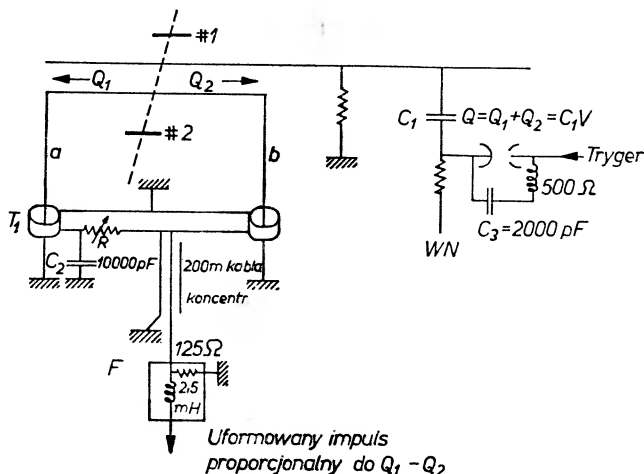 #1
Q₁ Q₂
#2
a
b
C₁ Q=Q₁+Q₂=C₁V
Tryger
500 Ω
C₃=2000 pF
WN
T₁
R
C₂ 10000pF
200m kabla
koncentr
125Ω
F
2,5
mH
Uformowany impuls
proporcjonalny do Q₁-Q₂